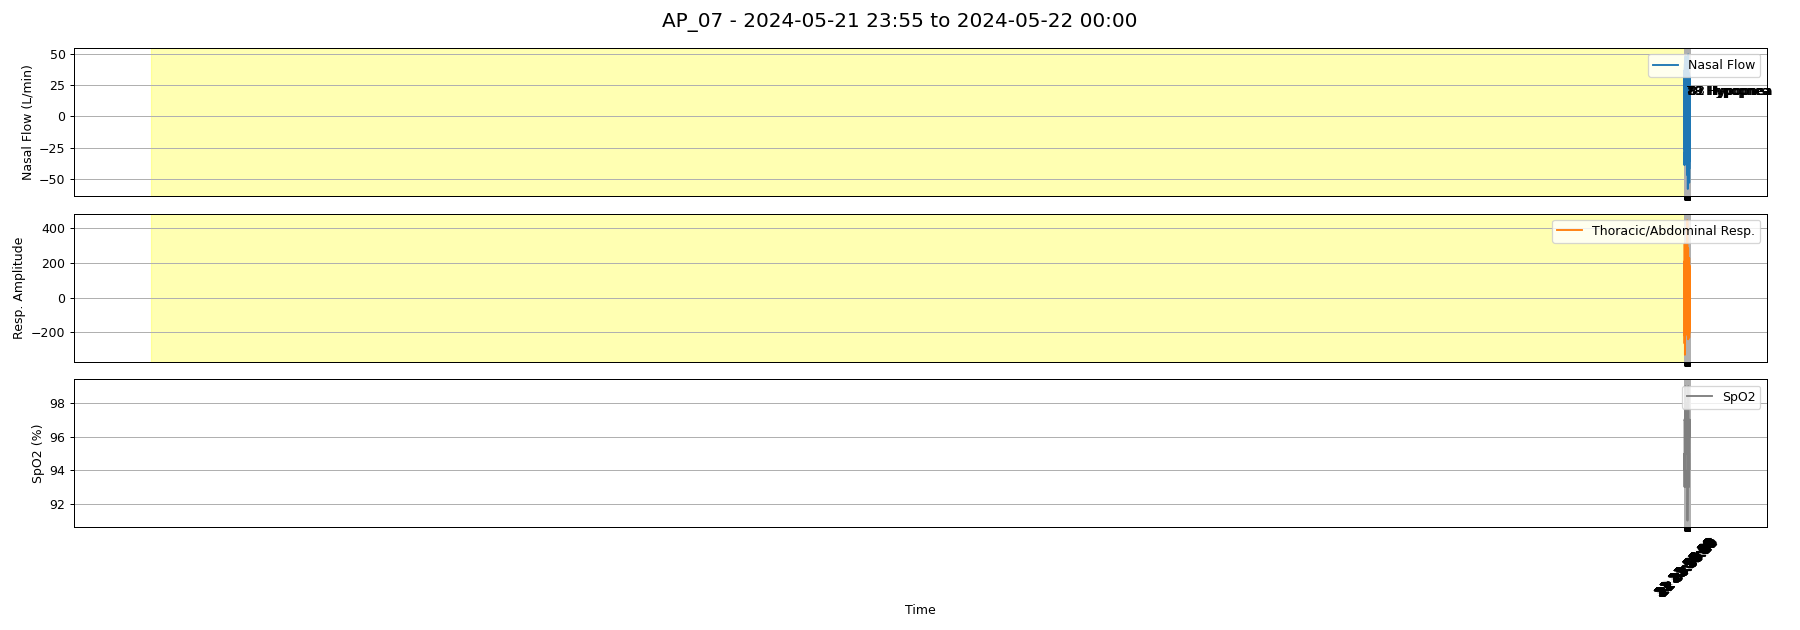 AP_07 - 2024-05-21 23:55 to 2024-05-22 00:00
Nasal Flow (L/min)
50
25
0
−25
−50
Nasal Flow
Hypopnea
Resp. Amplitude
400
200
0
−200
Thoracic/Abdominal Resp.
SpO2 (%)
98
96
94
92
SpO2
Time